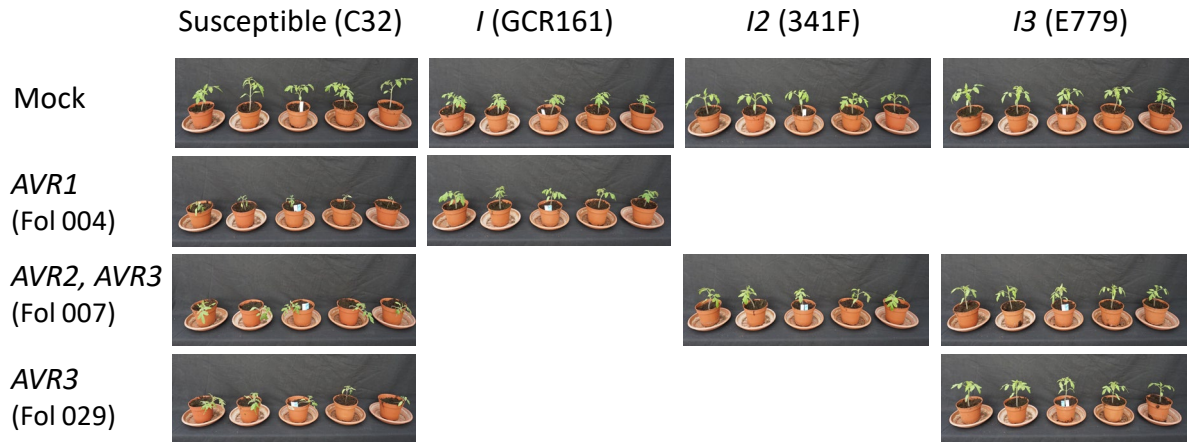 Susceptible (C32) I (GCR161) I2 (341F) I3 (E779)
Mock
AVR1
(Fol 004)
AVR2, AVR3
(Fol 007)
AVR3
(Fol 029)